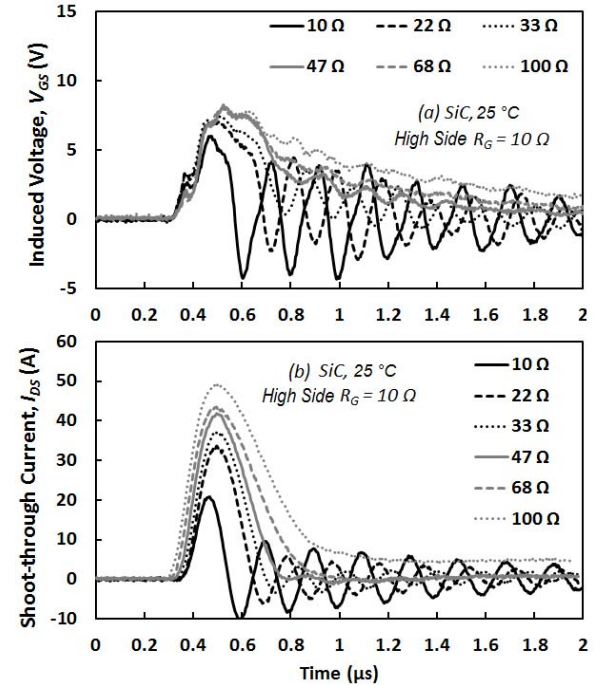 15
10
5
0
-5
Induced Voltage, VGS (V)
10 Ω 22 Ω 33 Ω
47 Ω 68 Ω 100 Ω
(a) SiC, 25 °C
High Side RG = 10 Ω
0 0.2 0.4 0.6 0.8 1 1.2 1.4 1.6 1.8 2
60
50
40
30
20
10
0
-10
Shoot-through Current, IDS (A)
(b) SiC, 25 °C
High Side RG = 10 Ω
10 Ω
22 Ω
33 Ω
47 Ω
68 Ω
100 Ω
0 0.2 0.4 0.6 0.8 1 1.2 1.4 1.6 1.8 2
Time (µs)